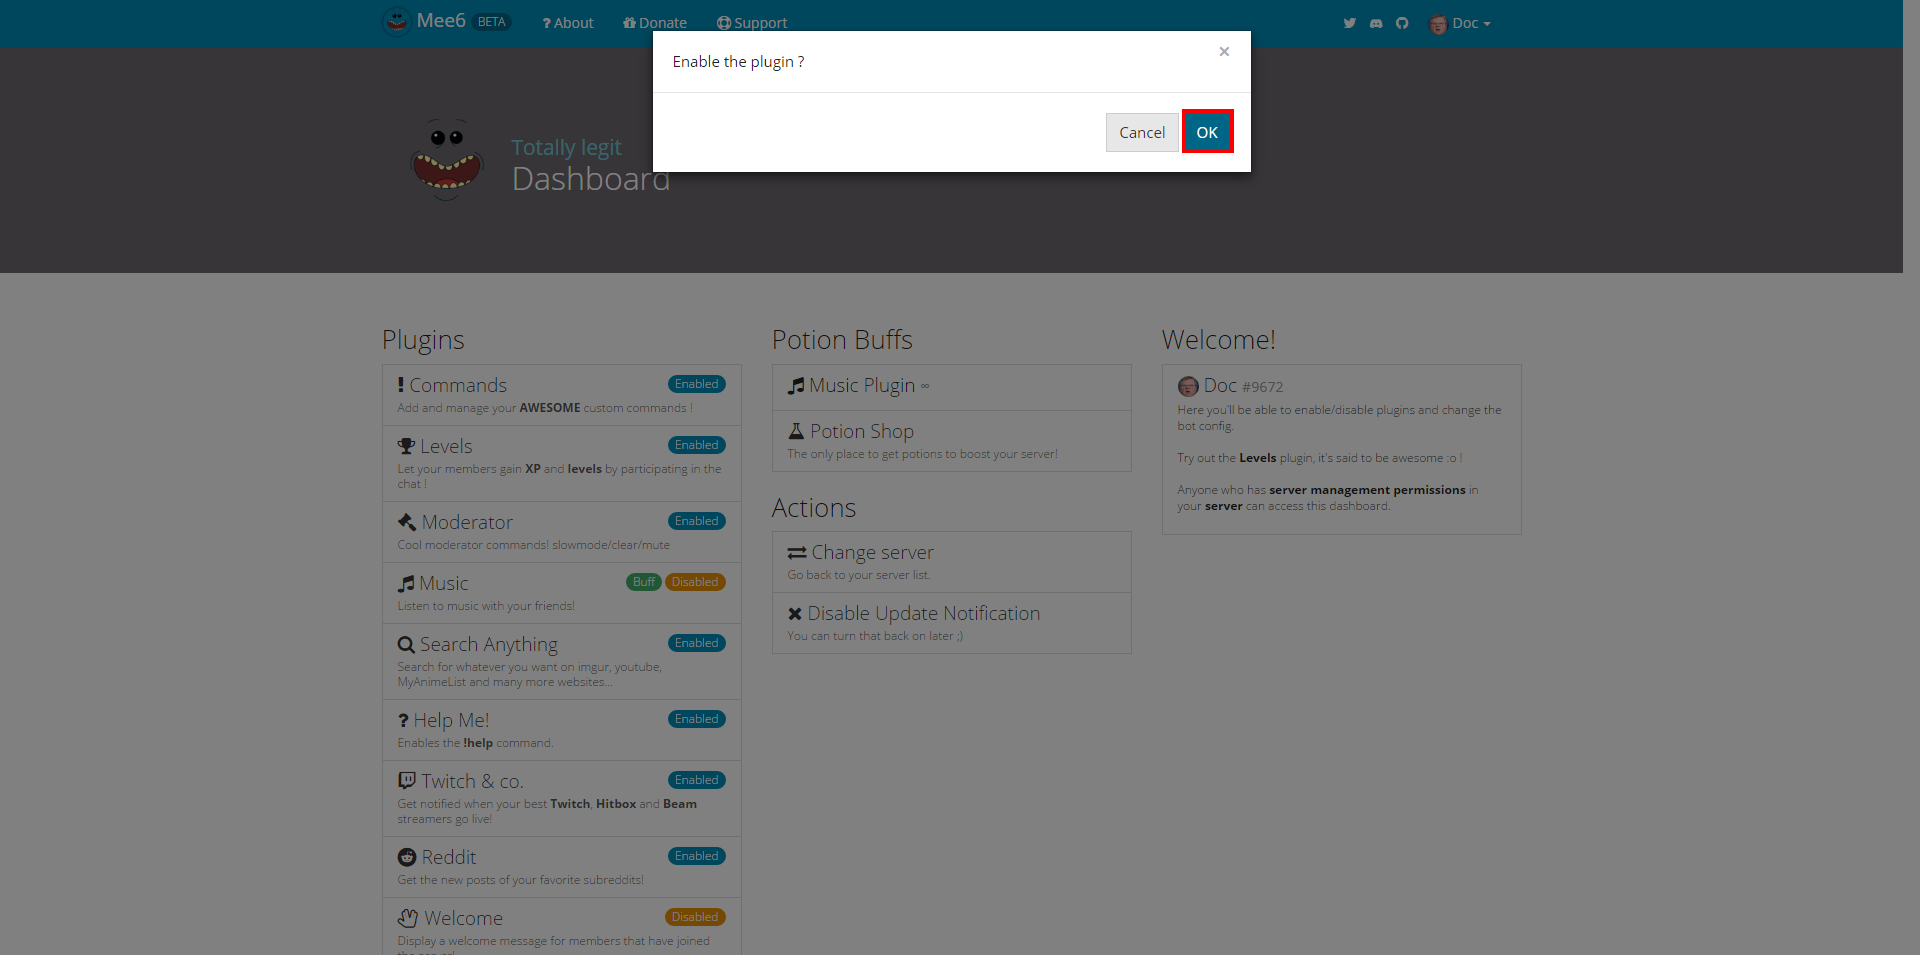 Mee6 BETA ? About Donate Support Doc
Enable the plugin ?
×
Cancel OK
Totally legit
Dashboard
Plugins
Commands Enabled
Add and manage your AWESOME custom commands !
Levels Enabled
Let your members gain XP and levels by participating in the
chat !
Moderator Enabled
Cool moderator commands! slowmode/clear/mute
Music Buff Disabled
Listen to music with your friends!
Search Anything Enabled
Search for whatever you want on imgur, youtube,
MyAnimeList and many more websites...
? Help Me! Enabled
Enables the !help command.
Twitch & co. Enabled
Get notified when your best Twitch, Hitbox and Beam
streamers go live!
Reddit Enabled
Get the new posts of your favorite subreddits!
Welcome Disabled
Display a welcome message for members that have joined
Potion Buffs
Music Plugin ∞
Potion Shop
The only place to get potions to boost your server!
Actions
Change server
Go back to your server list.
Disable Update Notification
You can turn that back on later ;)
Welcome!
Doc #9672
Here you'll be able to enable/disable plugins and change the
bot config.
Try out the Levels plugin, it's said to be awesome :o !
Anyone who has server management permissions in
your server can access this dashboard.